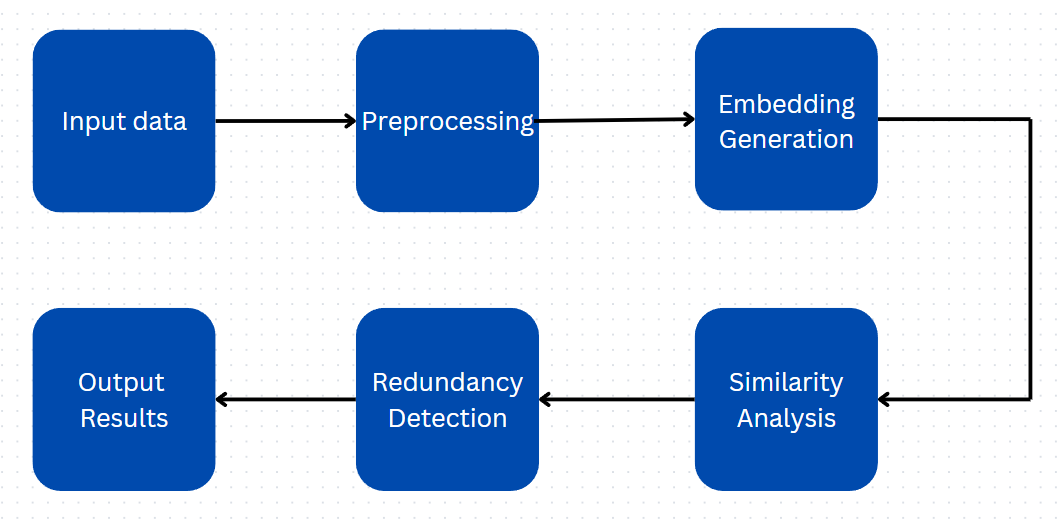 Input data
Preprocessing
Embedding
Generation
Similarity
Analysis
Redundancy
Detection
Output
Results